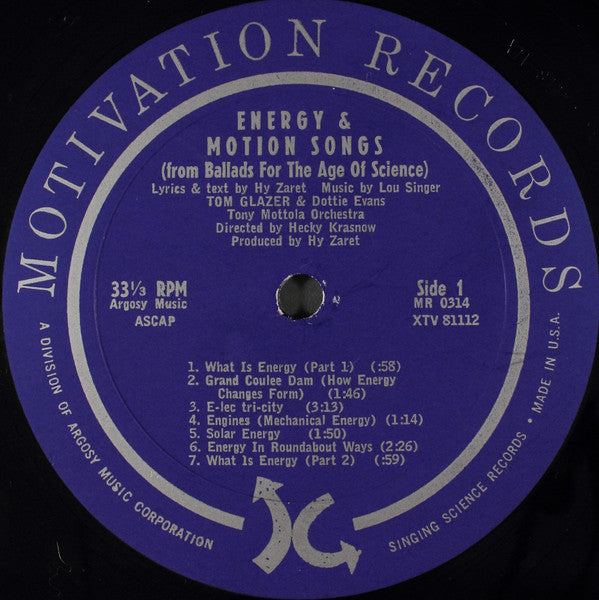 MOTIVATION RECORDS
ENERGY &
MOTION SONGS
(from Ballads For The Age Of Science)
Lyrics & text by Hy Zaret Music by Lou Singer
TOM GLAZER & Dottie Evans
Tony Mottola Orchestra
Directed by Hecky Krasnow
Produced by Hy Zaret
33⅓ RPM
Argosy Music
ASCAP
Side 1
MR 0314
XTV 81112
1. What Is Energy (Part 1) (:58)
2. Grand Coulee Dam (How Energy
Changes Form) (1:46)
3. E-lec tri-city (3:13)
4. Engines (Mechanical Energy) (1:14)
5. Solar Energy (1:50)
6. Energy In Roundabout Ways (2:26)
7. What Is Energy (Part 2) (:59)
A DIVISION OF ARGOSY MUSIC CORPORATION
SINGING SCIENCE RECORDS • MADE IN U.S.A.